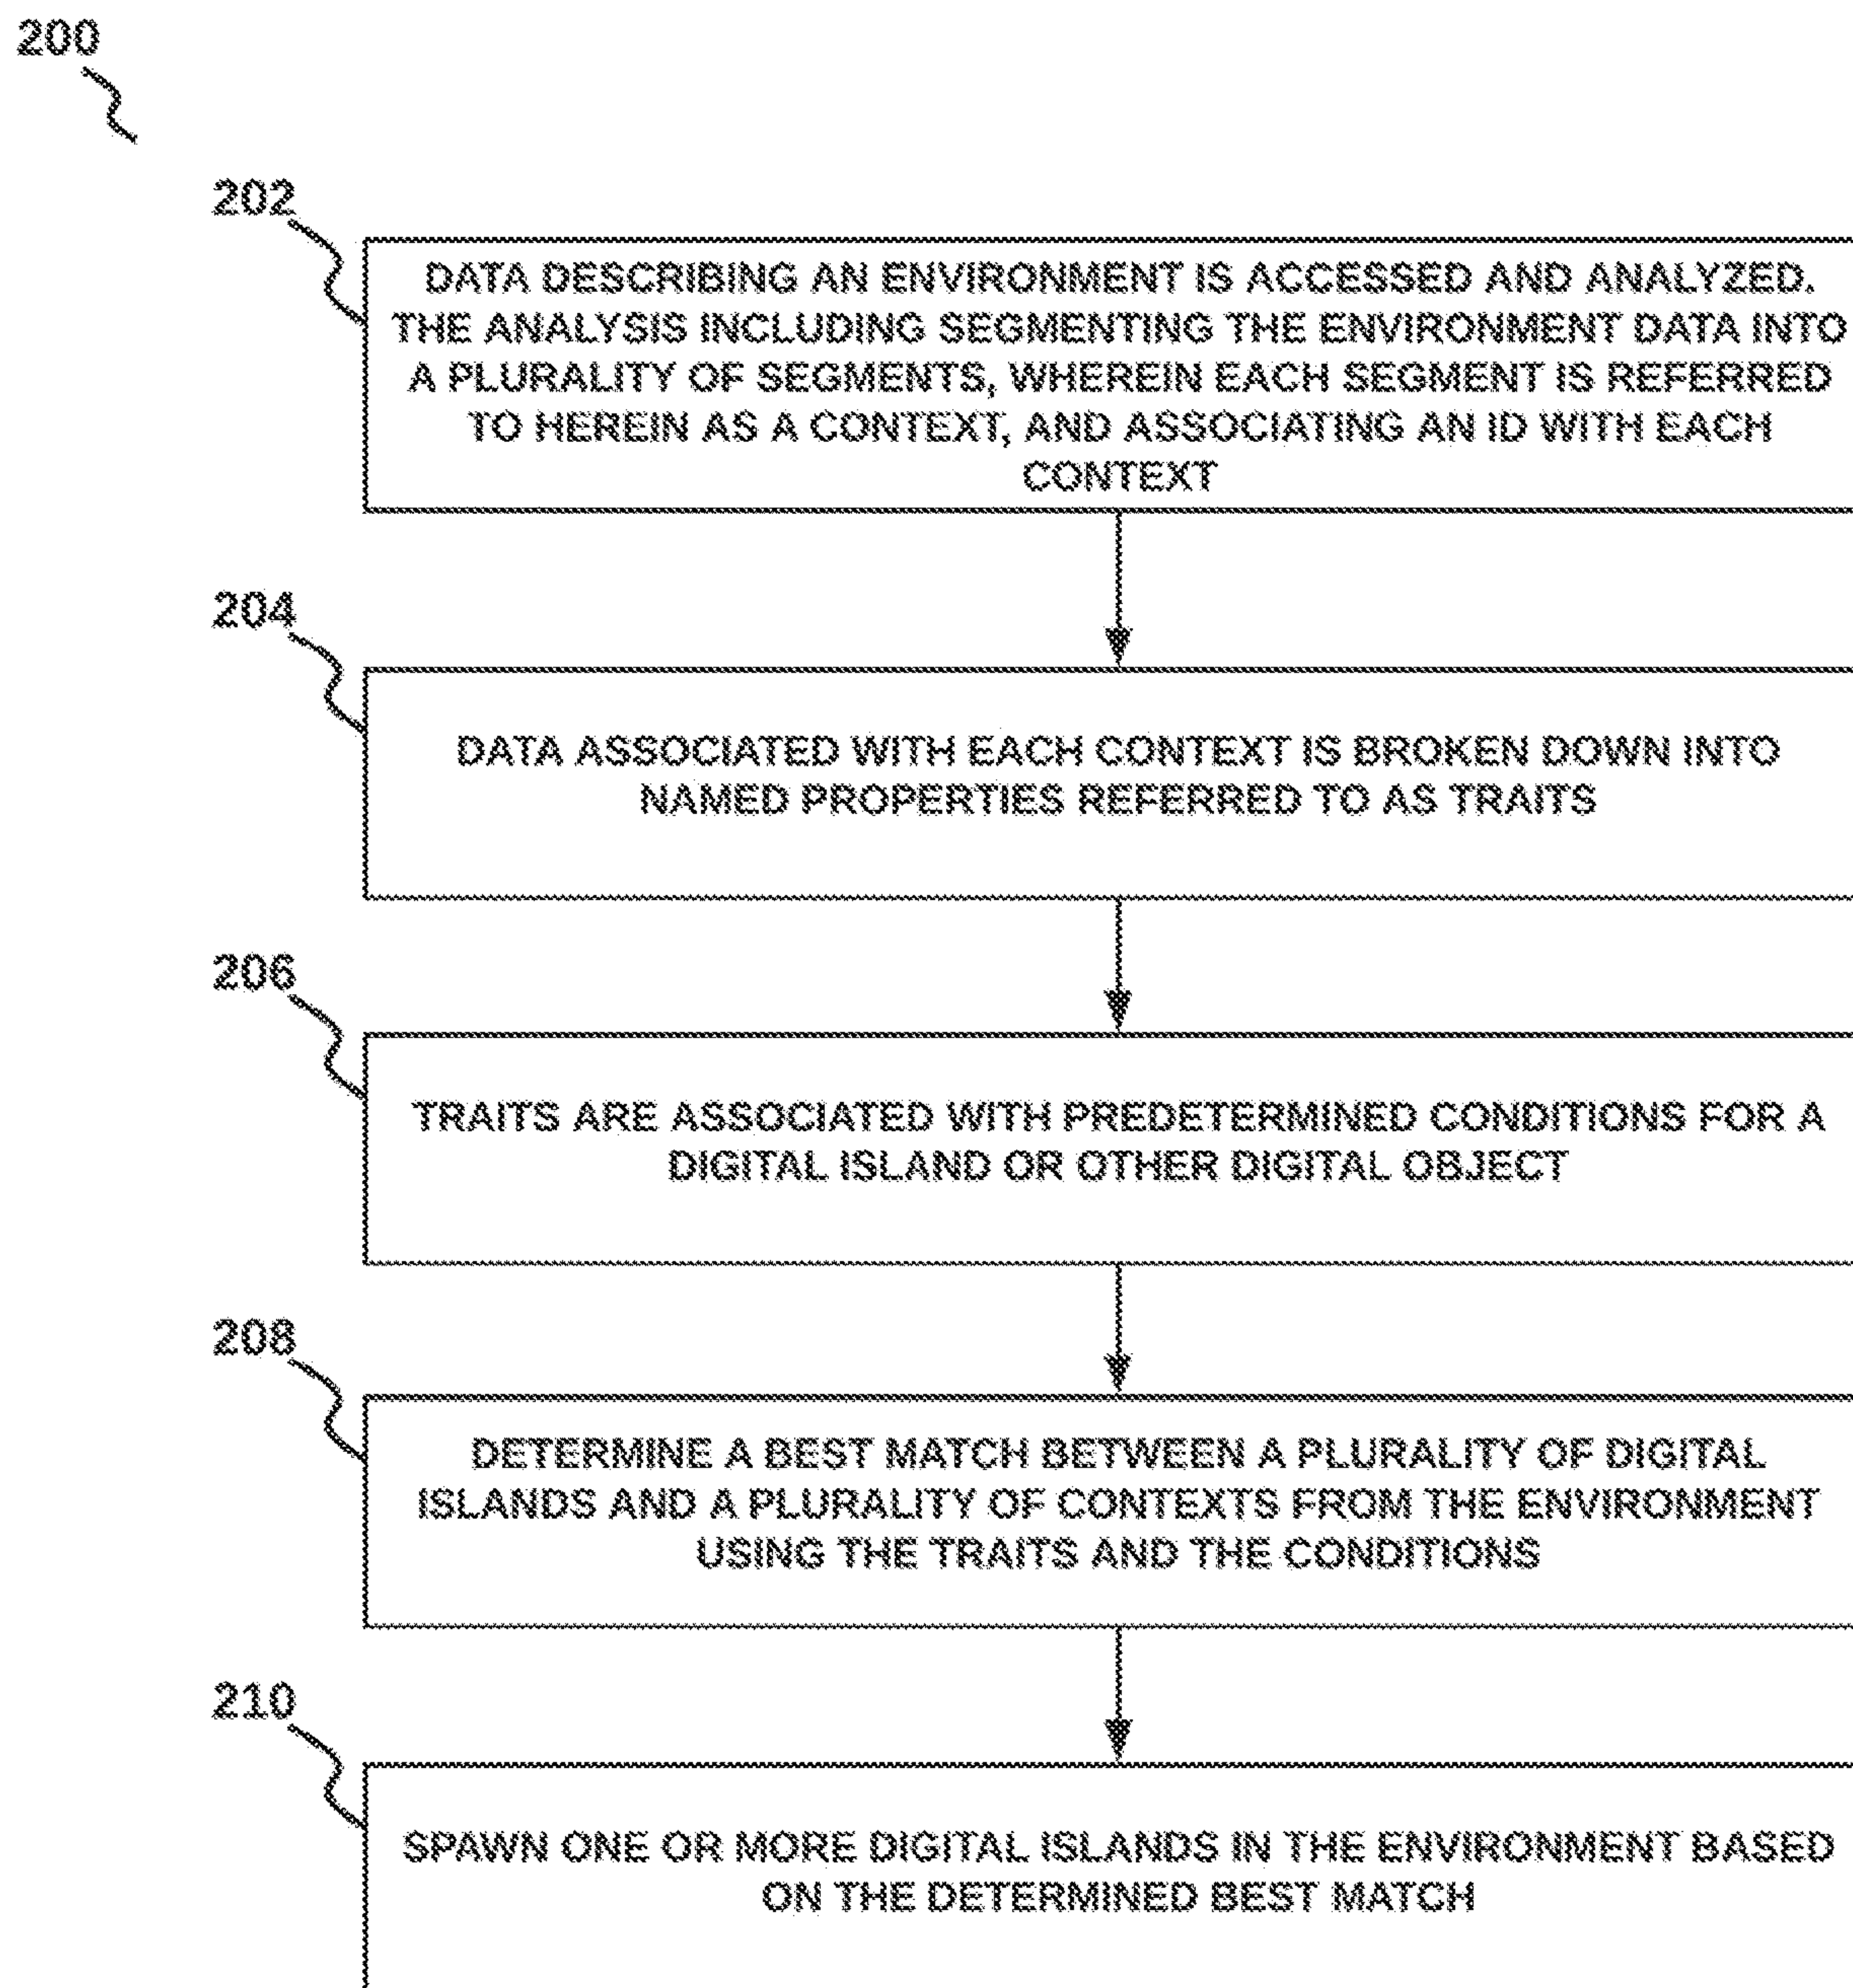 200
202
DATA DESCRIBING AN ENVIRONMENT IS ACCESSED AND ANALYZED.
THE ANALYSIS INCLUDING SEGMENTING THE ENVIRONMENT DATA INTO
A PLURALITY OF SEGMENTS, WHEREIN EACH SEGMENT IS REFERRED
TO HEREIN AS A CONTEXT, AND ASSOCIATING AN ID WITH EACH
CONTEXT
204
DATA ASSOCIATED WITH EACH CONTEXT IS BROKEN DOWN INTO
NAMED PROPERTIES REFERRED TO AS TRAITS
206
TRAITS ARE ASSOCIATED WITH PREDETERMINED CONDITIONS FOR A
DIGITAL ISLAND OR OTHER DIGITAL OBJECT
208
DETERMINE A BEST MATCH BETWEEN A PLURALITY OF DIGITAL
ISLANDS AND A PLURALITY OF CONTEXTS FROM THE ENVIRONMENT
USING THE TRAITS AND THE CONDITIONS
210
SPAWN ONE OR MORE DIGITAL ISLANDS IN THE ENVIRONMENT BASED
ON THE DETERMINED BEST MATCH